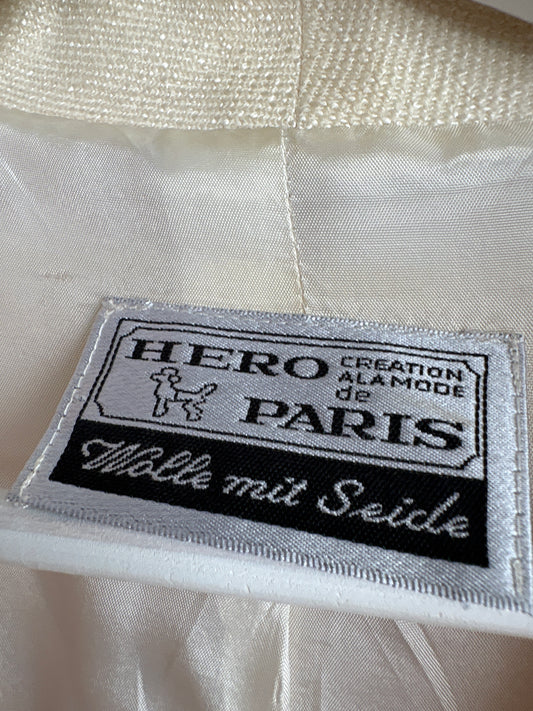 HERO CREATION
ALAMODE
de
PARIS
Wolle mit Seide